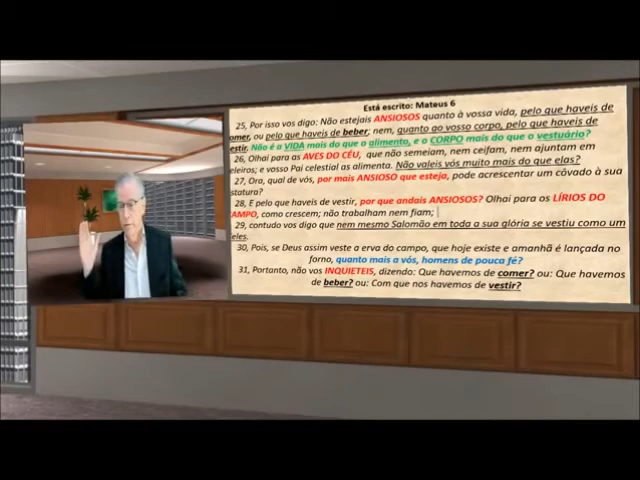 Está escrito: Mateus 6
25, Por isso vos digo: Não estejais ANSIOSOS quanto à vossa vida, pelo que haveis de
comer, ou pelo que haveis de beber; nem, quanto ao vosso corpo, pelo que haveis de
vestir. Não é a VIDA mais do que o alimento, e o CORPO mais do que o vestuário?
26, Olhai para as AVES DO CÉU, que não semeiam, nem ceifam, nem ajuntam em
celeiros; e vosso Pai celestial as alimenta. Não valeis vós muito mais do que elas?
27, Ora, qual de vós, por mais ANSIOSO que esteja, pode acrescentar um côvado à sua
estatura?
28, E pelo que haveis de vestir, por que andais ANSIOSOS? Olhai para os LÍRIOS DO
CAMPO, como crescem; não trabalham nem fiam;
29, contudo vos digo que nem mesmo Salomão em toda a sua glória se vestiu como um
deles.
30, Pois, se Deus assim veste a erva do campo, que hoje existe e amanhã é lançada no
forno, quanto mais a vós, homens de pouca fé?
31, Portanto, não vos INQUIETEIS, dizendo: Que havemos de comer? ou: Que havemos
de beber? ou: Com que nos havemos de vestir?